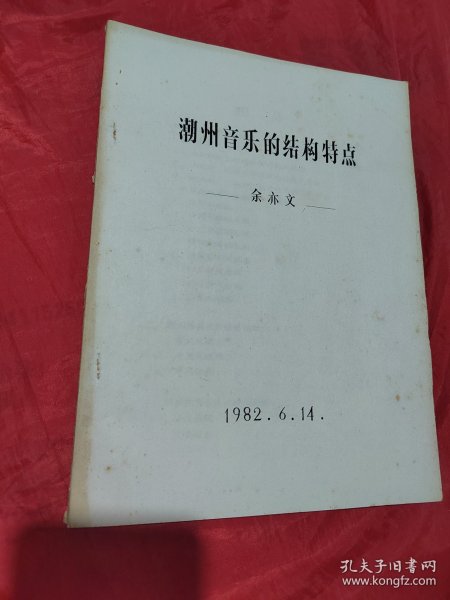 潮州音乐的结构特点
—— 余亦文 ——
1982.6.14.
孔夫子旧书网
www.kongfz.com